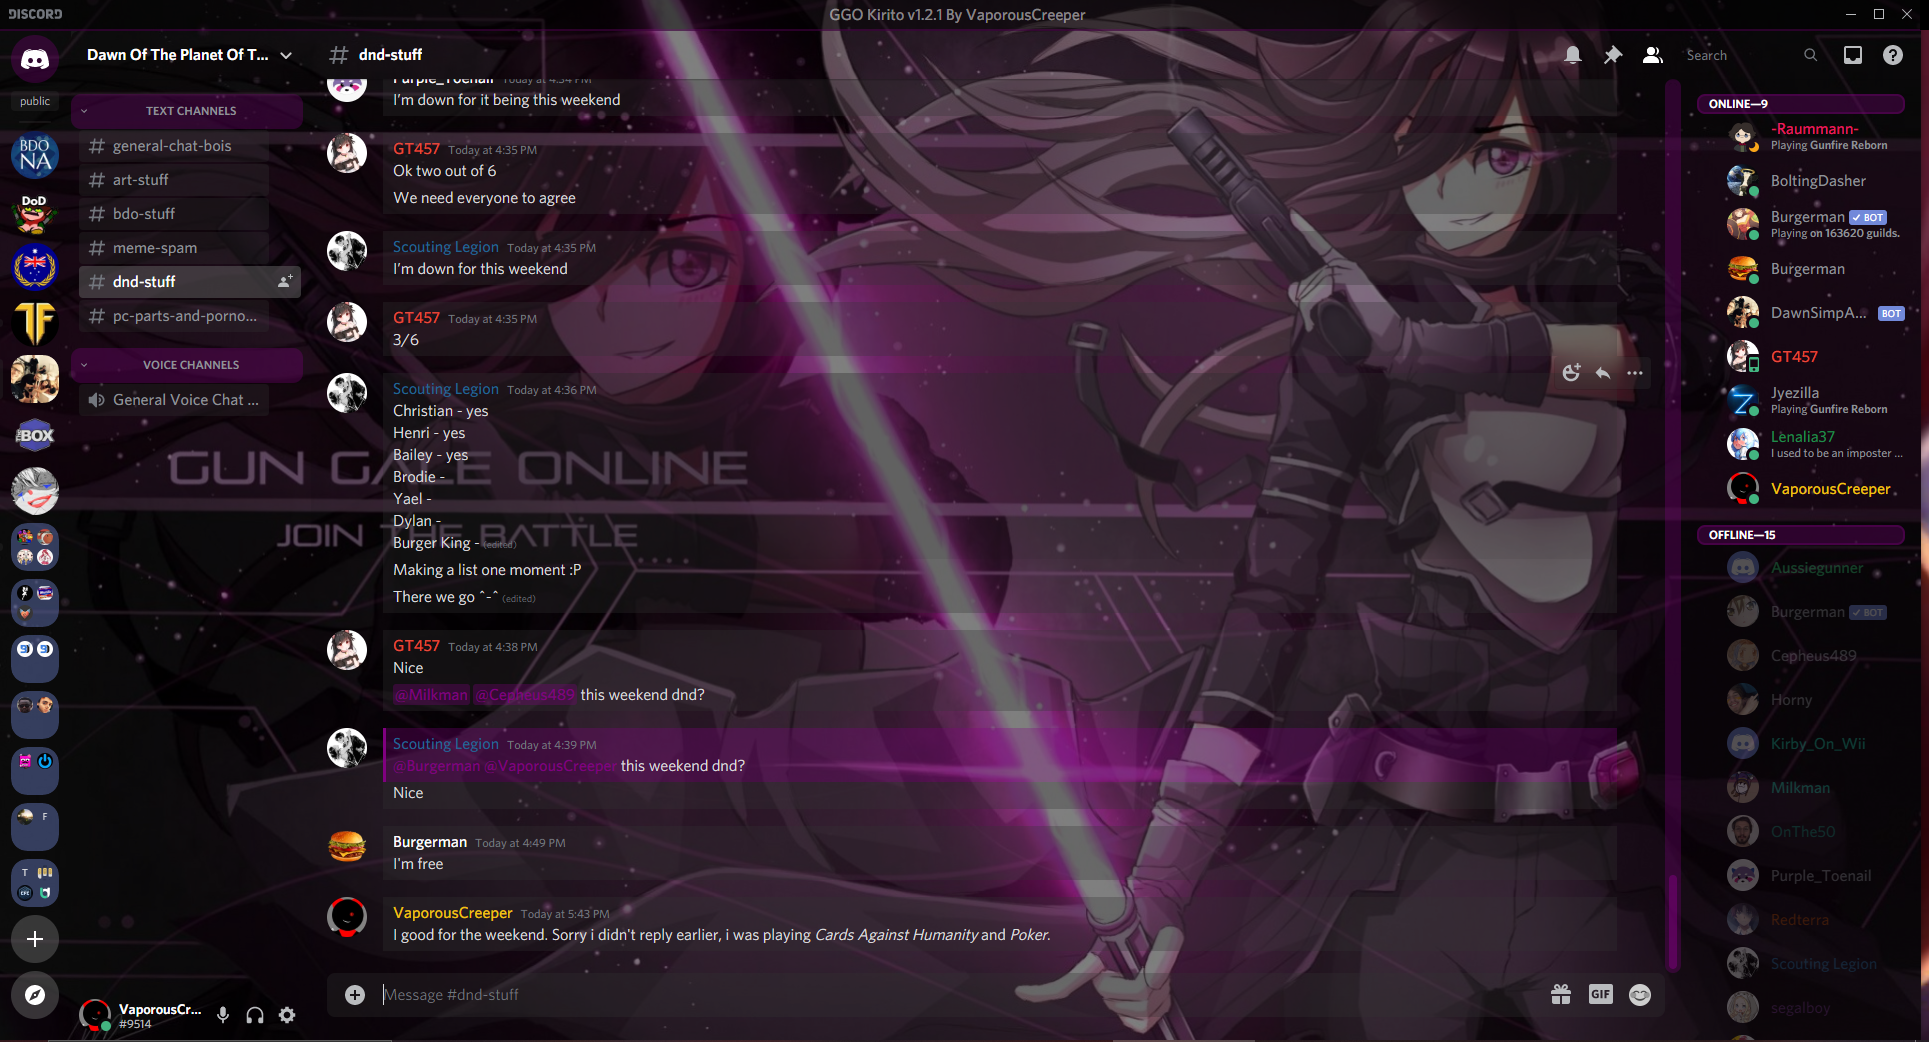 DISCORD
GGO Kirito v1.2.1 By VaporousCreeper
Dawn Of The Planet Of T...
# dnd-stuff
Search
public
BDO
NA
DoD
TF
BOX
F
T
TEXT CHANNELS
# general-chat-bois
# art-stuff
# bdo-stuff
# meme-spam
# dnd-stuff
# pc-parts-and-porno...
VOICE CHANNELS
General Voice Chat ...
GUN GALE ONLINE
JOIN THE BATTLE
Purple_Toenail Today at 4:34 PM
I'm down for it being this weekend
GT457 Today at 4:35 PM
Ok two out of 6
We need everyone to agree
Scouting Legion Today at 4:35 PM
I'm down for this weekend
GT457 Today at 4:35 PM
3/6
Scouting Legion Today at 4:36 PM
Christian - yes
Henri - yes
Bailey - yes
Brodie -
Yael -
Dylan -
Burger King - (edited)
Making a list one moment :P
There we go ^-^ (edited)
GT457 Today at 4:38 PM
Nice
@Milkman @Cepheus489 this weekend dnd?
Scouting Legion Today at 4:39 PM
@Burgerman @VaporousCreeper this weekend dnd?
Nice
Burgerman Today at 4:49 PM
I'm free
VaporousCreeper Today at 5:43 PM
I good for the weekend. Sorry i didn't reply earlier, i was playing Cards Against Humanity and Poker.
Message #dnd-stuff
GIF
VaporousCr...
#9514
ONLINE—9
-Raummann-
Playing Gunfire Reborn
BoltingDasher
Burgerman BOT
Playing on 163620 guilds.
Burgerman
DawnSimpA... BOT
GT457
Jyezilla
Playing Gunfire Reborn
Lenalia37
I used to be an imposter ...
VaporousCreeper
OFFLINE—15
Aussiegunner
Burgerman BOT
Cepheus489
Horny
Kirby_On_Wii
Milkman
OnThe50
Purple_Toenail
Redterra
Scouting Legion
segalboy